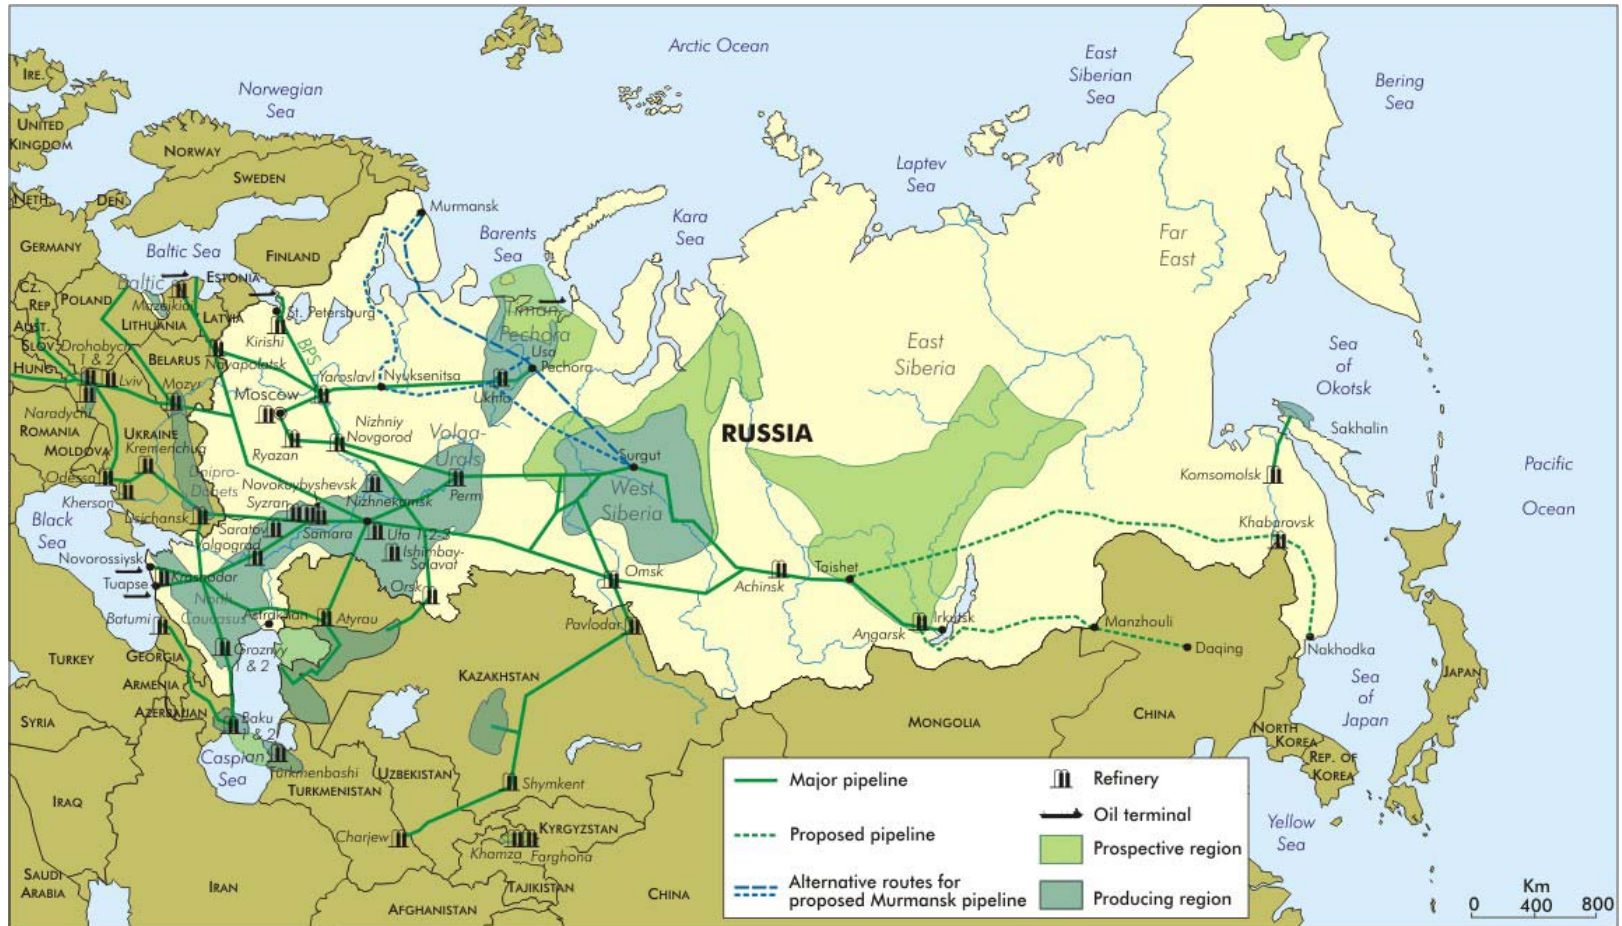 Arctic Ocean
East
Siberian
Sea
Bering
Sea
Norwegian
Sea
IRE.
UNITED
KINGDOM
NORWAY
SWEDEN
Laptev
Sea
NETH.
DEN.
Murmansk
Kara
Sea
Barents
Sea
Far
East
GERMANY
Baltic Sea
FINLAND
CZ.
REP.
POLAND
Baltic
ESTONIA
Mazeikiai
LITHUANIA
LATVIA
St. Petersburg
Timan-
Pechora
AUST.
SLOV.
HUNG.
Drohobych
1 & 2
Lviv
BELARUS
Mozyr
Kirishi
BPS
Novapolatsk
Yaroslavl
Nyuksenitsa
Usa
Pechora
Ukhta
East
Siberia
Sea
of
Okotsk
Moscow
Naradychi
ROMANIA
MOLDOVA
UKRAINE
Kremenchug
Ryazan
Nizhniy
Novgorod
Volga-
Urals
RUSSIA
Sakhalin
Surgut
Komsomolsk
Pacific
Ocean
Odessa
Kherson
Dnipro-
Donets
Novokuybyshevsk
Syzran
Nizhnekamsk
Perm
West
Siberia
Black
Sea
Lisichansk
Saratov
Volgograd
Samara
Ufa 1-2-3
Ishimbay-
Salavat
Khabarovsk
Novorossiysk
Tuapse
Krasnodar
North
Caucasus
Orsk
Omsk
Achinsk
Taishet
Batumi
Astrakhan
Atyrau
Pavlodar
Angarsk
Irkutsk
Manzhouli
Daqing
Nakhodka
TURKEY
GEORGIA
Groznyy
1 & 2
ARMENIA
AZERBAIJAN
KAZAKHSTAN
Sea
of
Japan
JAPAN
SYRIA
Baku
1 & 2
MONGOLIA
CHINA
NORTH
KOREA
REP. OF
KOREA
Caspian
Sea
Turkmenbashi
TURKMENISTAN
UZBEKISTAN
Shymkent
IRAQ
Charjew
KYRGYZSTAN
Khamza
Farghona
Yellow
Sea
SAUDI
ARABIA
IRAN
TAJIKISTAN
AFGHANISTAN
CHINA
Major pipeline
Proposed pipeline
Alternative routes for
proposed Murmansk pipeline
Refinery
Oil terminal
Prospective region
Producing region
Km
0 400 800